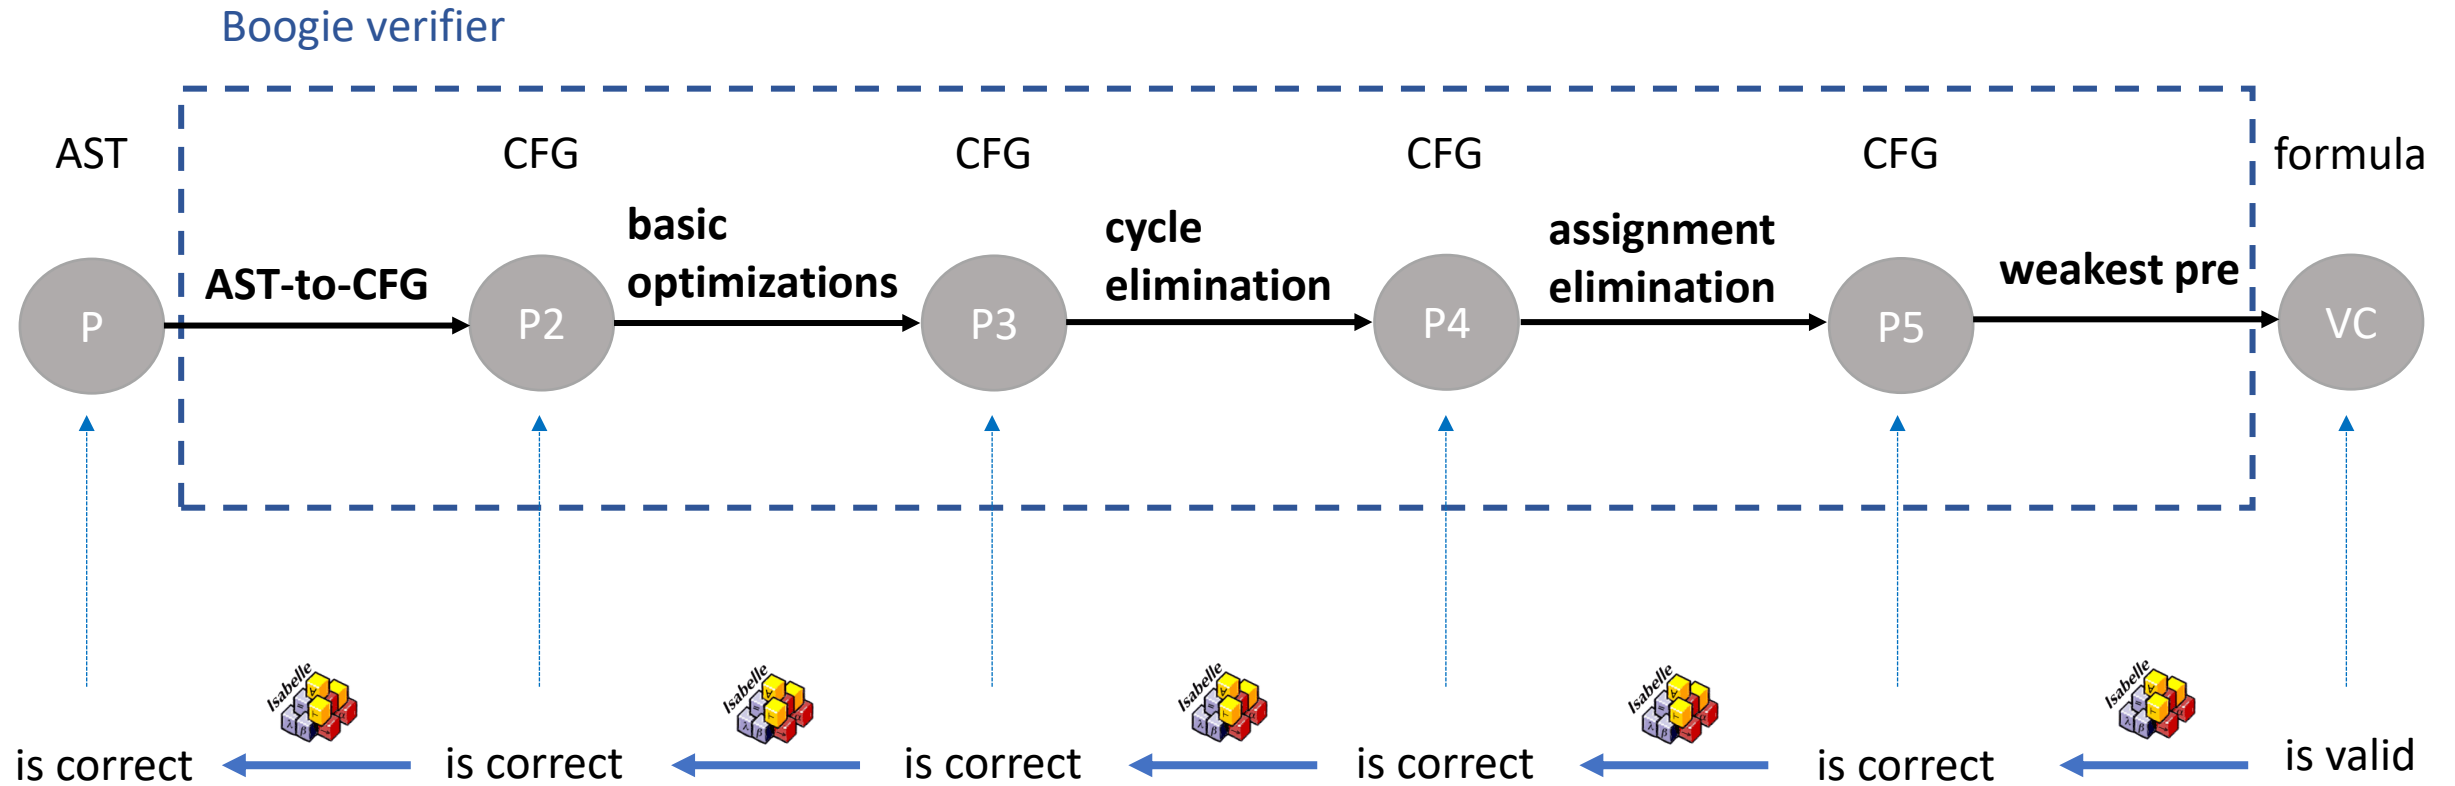 Boogie verifier
AST
CFG
CFG
CFG
CFG
formula
AST-to-CFG
basic
optimizations
cycle
elimination
assignment
elimination
weakest pre
P
P2
P3
P4
P5
VC
Isabelle
Isabelle
Isabelle
Isabelle
Isabelle
is correct
is correct
is correct
is correct
is correct
is valid